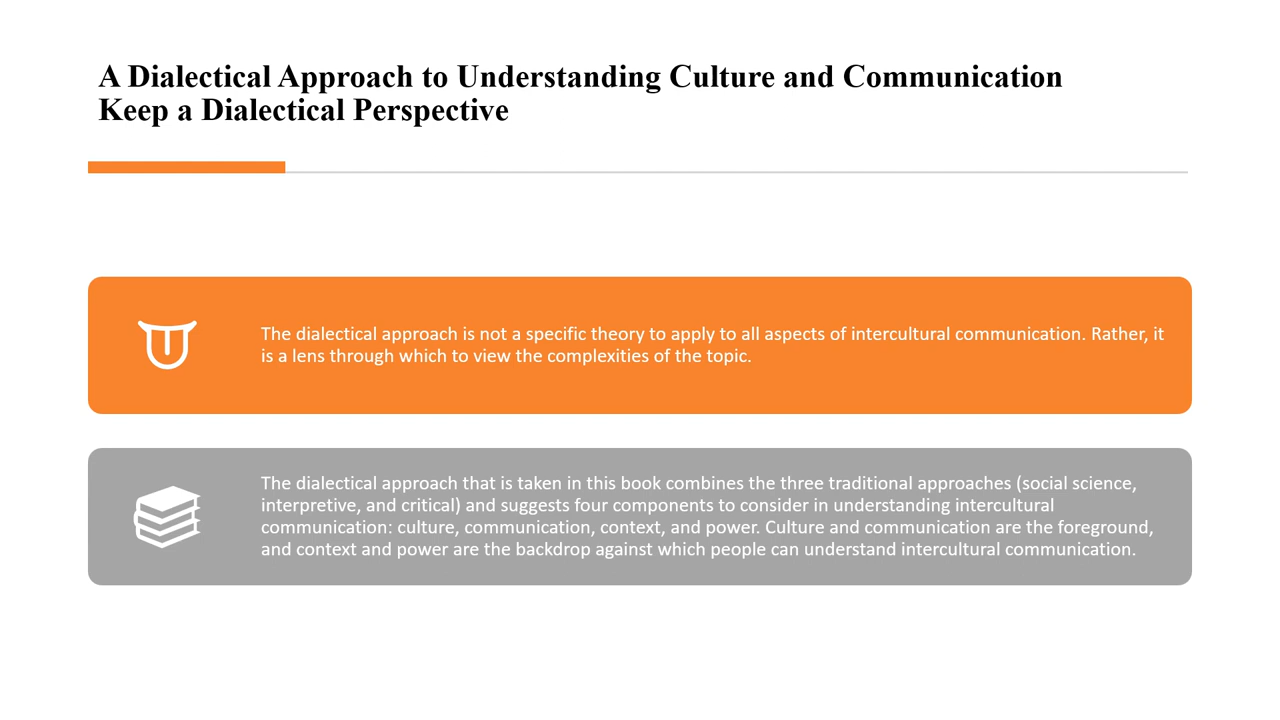 A Dialectical Approach to Understanding Culture and Communication
Keep a Dialectical Perspective
The dialectical approach is not a specific theory to apply to all aspects of intercultural communication. Rather, it
is a lens through which to view the complexities of the topic.
The dialectical approach that is taken in this book combines the three traditional approaches (social science,
interpretive, and critical) and suggests four components to consider in understanding intercultural
communication: culture, communication, context, and power. Culture and communication are the foreground,
and context and power are the backdrop against which people can understand intercultural communication.